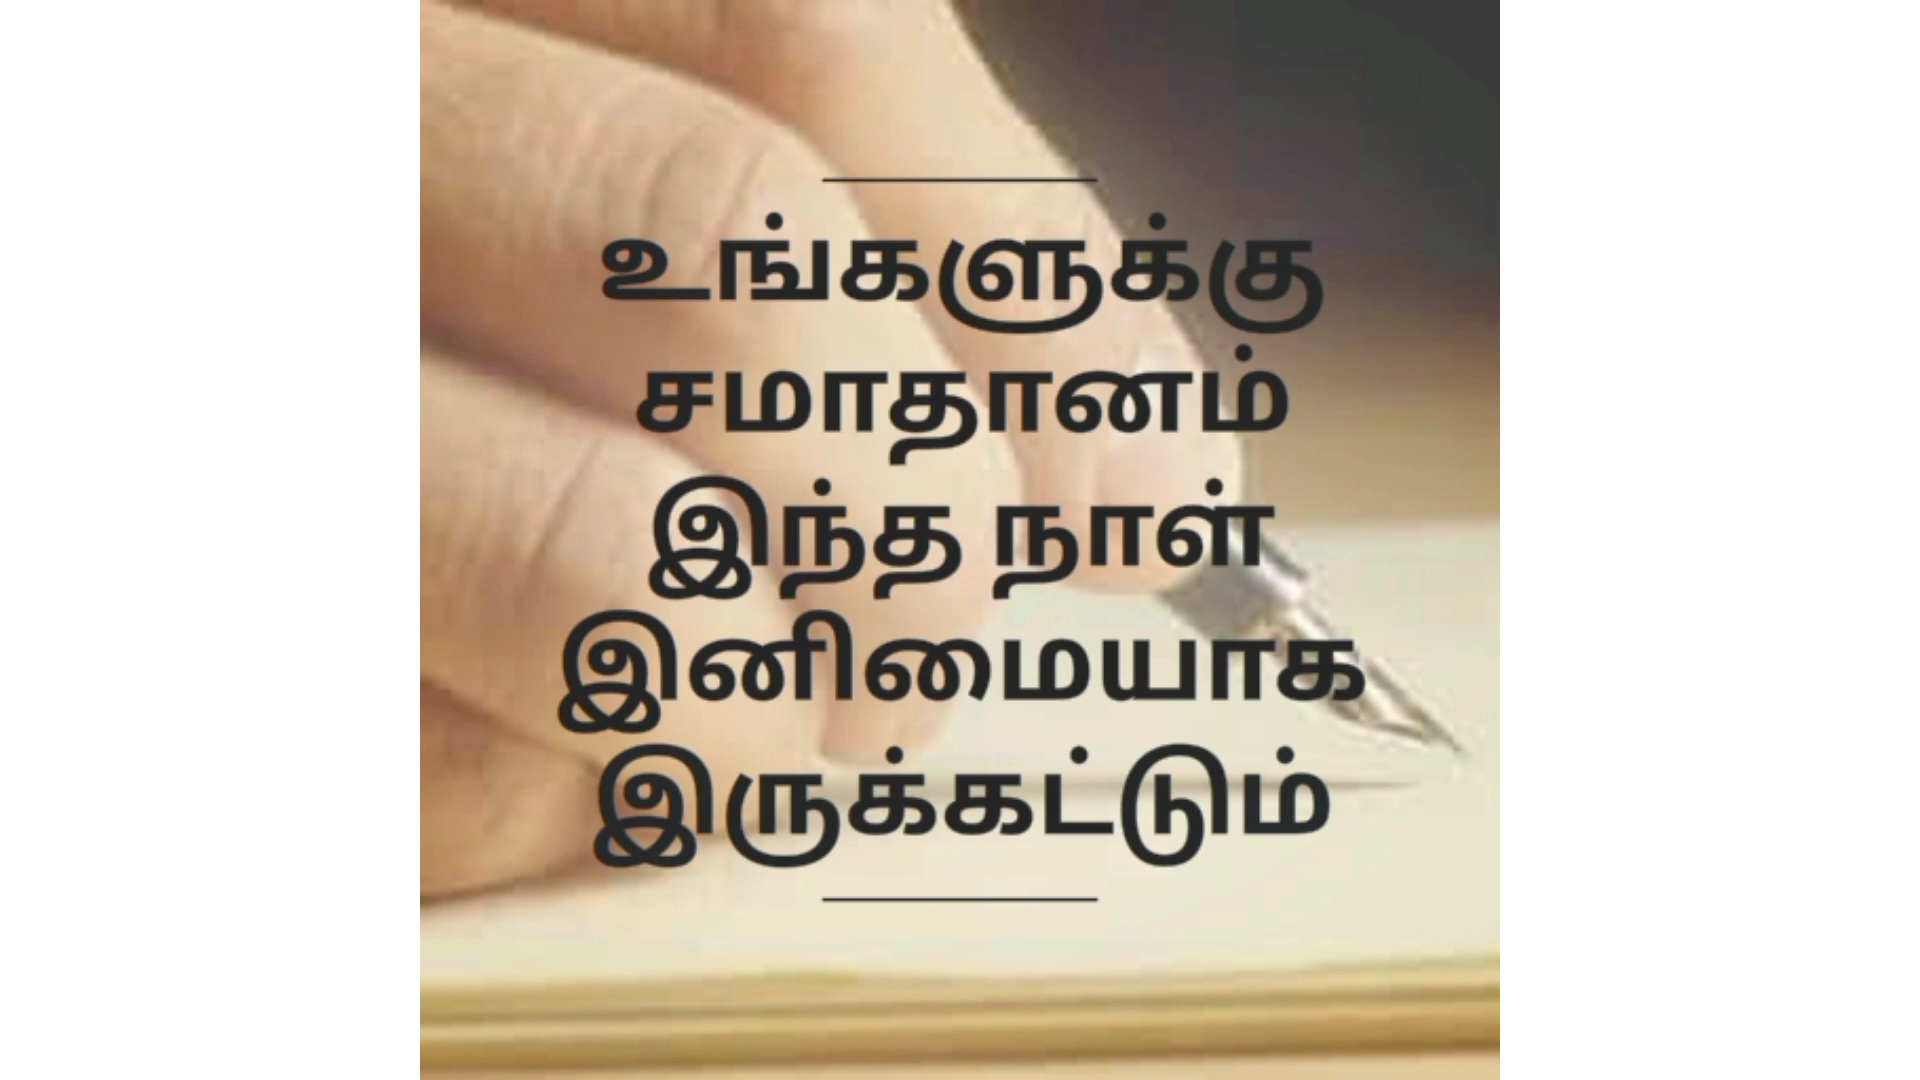 உங்களுக்கு
சமாதானம்
இந்த நாள்
இனிமையாக
இருக்கட்டும்